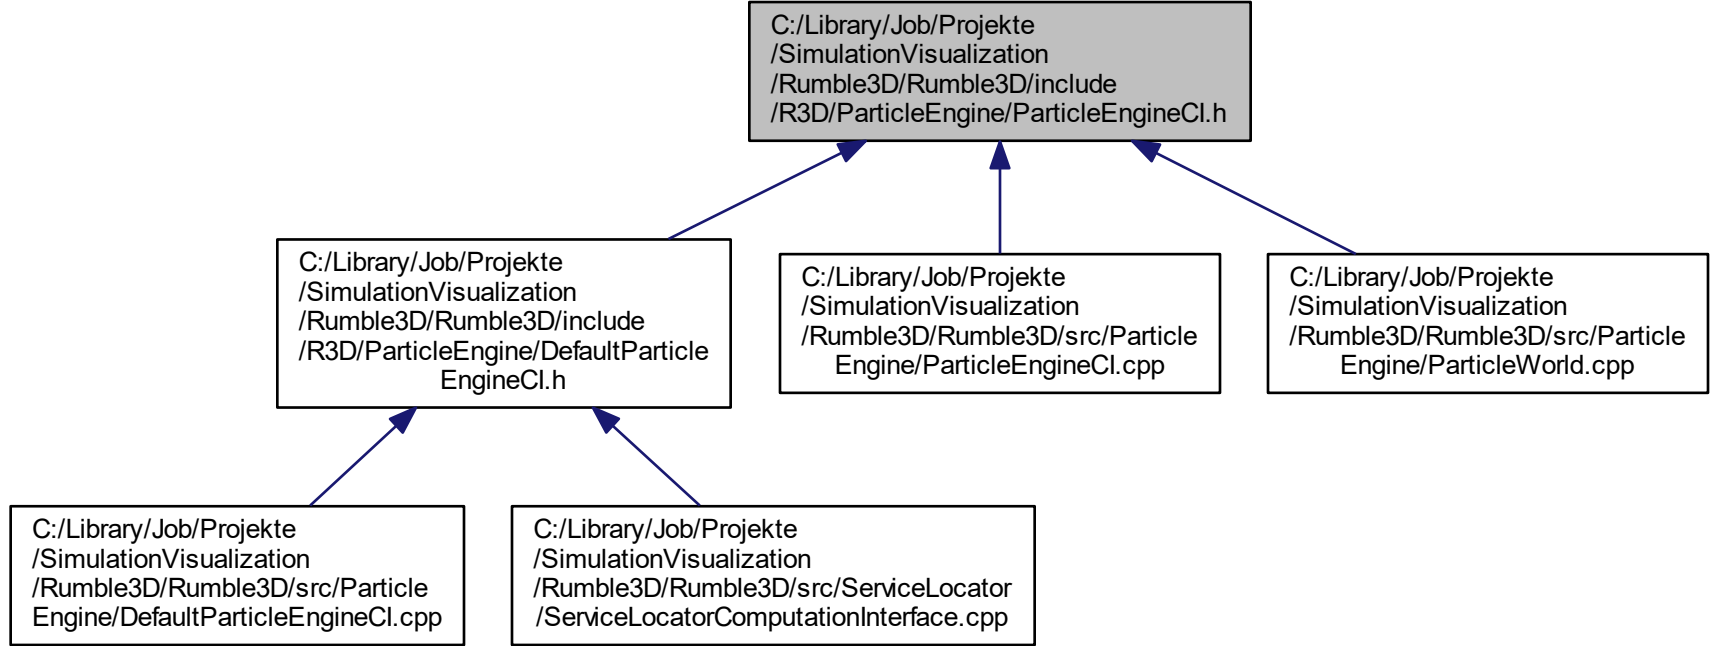 C:/Library/Job/Projekte
/SimulationVisualization
/Rumble3D/Rumble3D/include
/R3D/ParticleEngine/ParticleEngineCI.h
C:/Library/Job/Projekte
/SimulationVisualization
/Rumble3D/Rumble3D/include
/R3D/ParticleEngine/DefaultParticle
EngineCI.h
C:/Library/Job/Projekte
/SimulationVisualization
/Rumble3D/Rumble3D/src/Particle
Engine/ParticleEngineCI.cpp
C:/Library/Job/Projekte
/SimulationVisualization
/Rumble3D/Rumble3D/src/Particle
Engine/ParticleWorld.cpp
C:/Library/Job/Projekte
/SimulationVisualization
/Rumble3D/Rumble3D/src/Particle
Engine/DefaultParticleEngineCI.cpp
C:/Library/Job/Projekte
/SimulationVisualization
/Rumble3D/Rumble3D/src/ServiceLocator
/ServiceLocatorComputationInterface.cpp